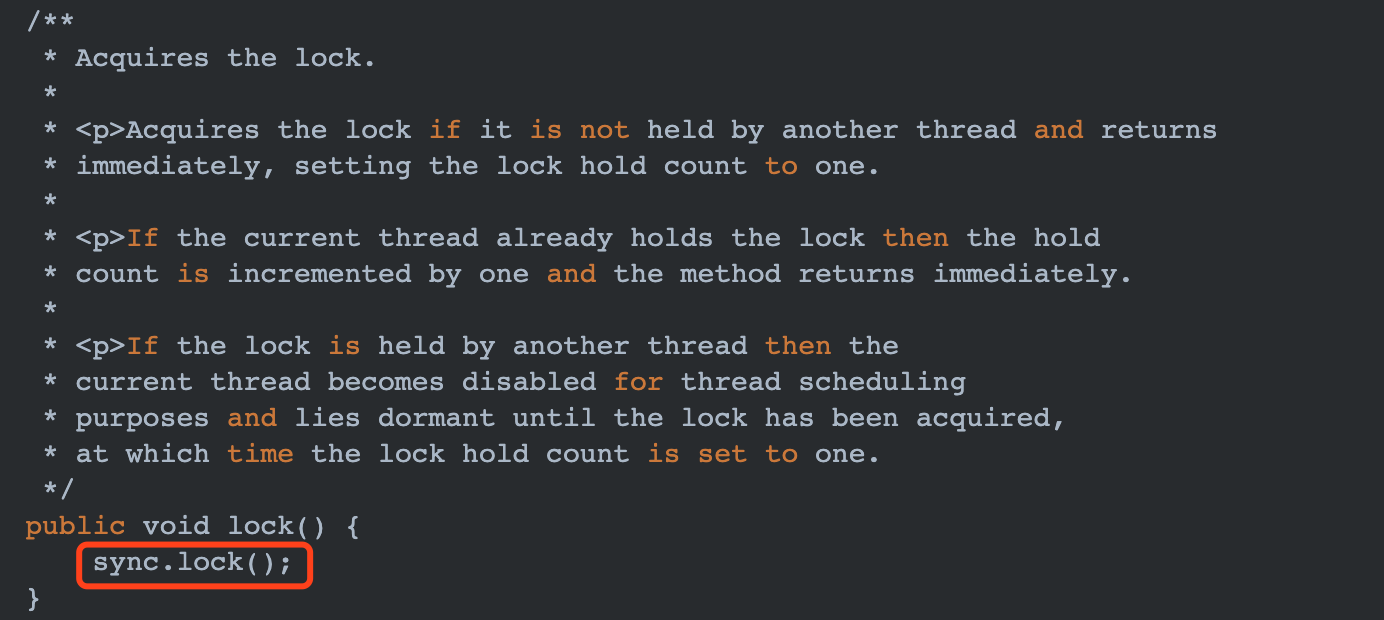 /**
 * Acquires the lock.
 *
 * <p>Acquires the lock if it is not held by another thread and returns
 * immediately, setting the lock hold count to one.
 *
 * <p>If the current thread already holds the lock then the hold
 * count is incremented by one and the method returns immediately.
 *
 * <p>If the lock is held by another thread then the
 * current thread becomes disabled for thread scheduling
 * purposes and lies dormant until the lock has been acquired,
 * at which time the lock hold count is set to one.
 */
public void lock() {
    sync.lock();
}